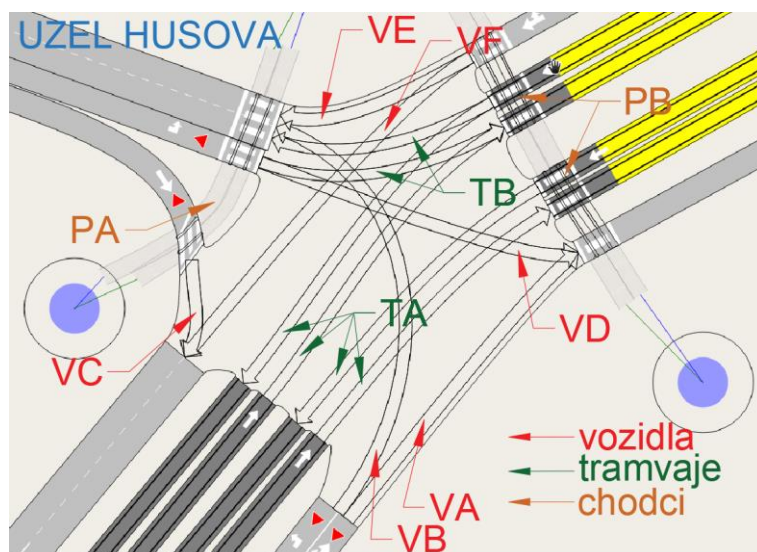 UZEL HUSOVA
VE
VF
PB
TB
PA
TA
VD
VC
vozidla
tramvaje
VA
chodci
VB